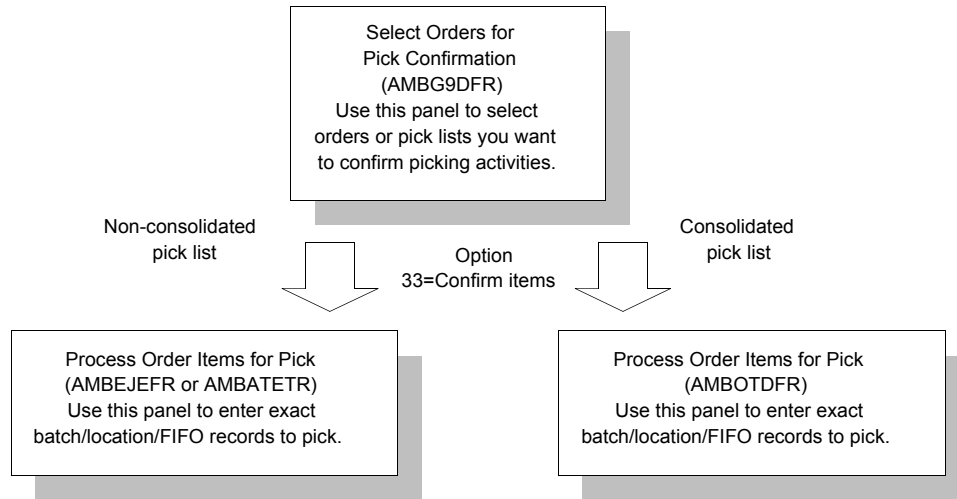 Select Orders for
Pick Confirmation
(AMBG9DFR)
Use this panel to select
orders or pick lists you want
to confirm picking activities.
Non-consolidated
pick list
Option
33=Confirm items
Consolidated
pick list
Process Order Items for Pick
(AMBEJEFR or AMBATETR)
Use this panel to enter exact
batch/location/FIFO records to pick.
Process Order Items for Pick
(AMBOTDFR)
Use this panel to enter exact
batch/location/FIFO records to pick.